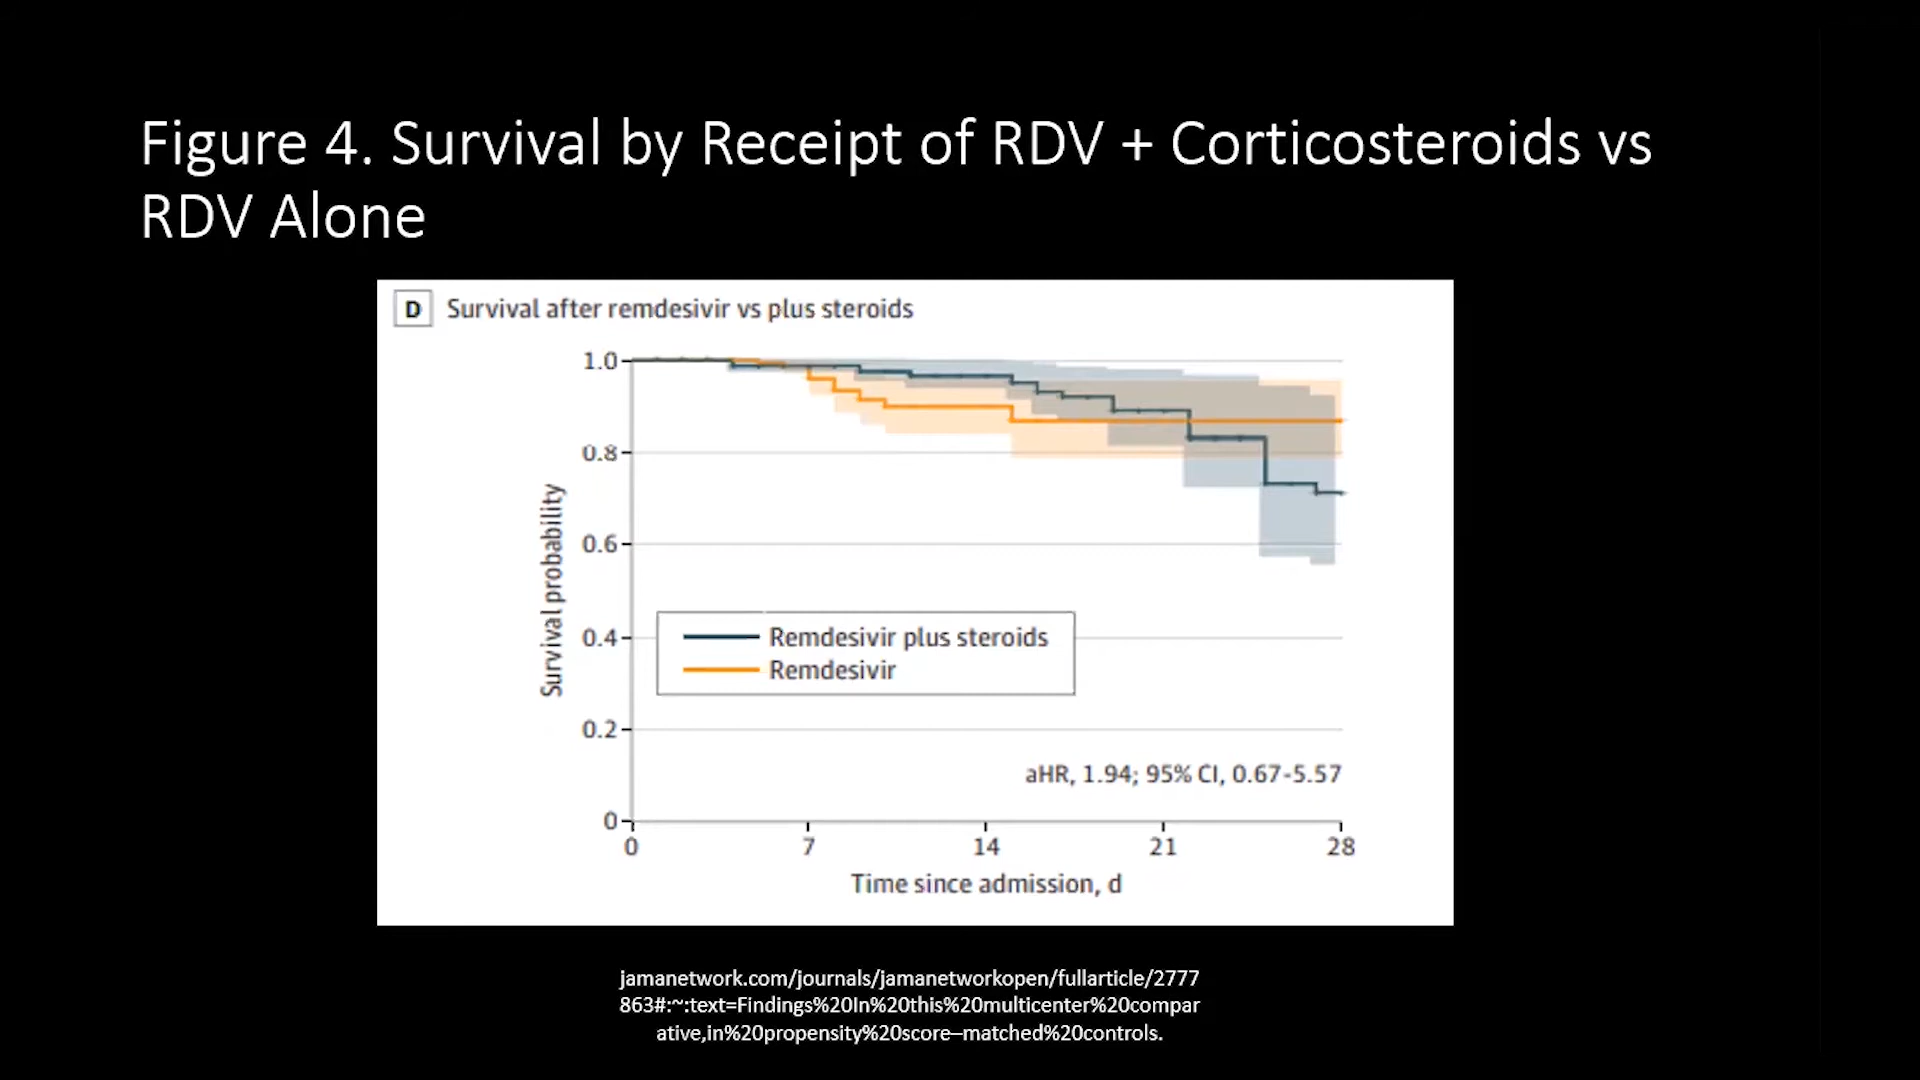 Figure 4. Survival by Receipt of RDV + Corticosteroids vs
RDV Alone
D Survival after remdesivir vs plus steroids
1.0
0.8
0.6
0.4
0.2
0
Survival probability
Remdesivir plus steroids
Remdesivir
aHR, 1.94; 95% CI, 0.67-5.57
0 7 14 21 28
Time since admission, d
jamanetwork.com/journals/jamanetworkopen/fullarticle/2777
863#:~:text=Findings%20In%20this%20multicenter%20compar
ative,in%20propensity%20score–matched%20controls.